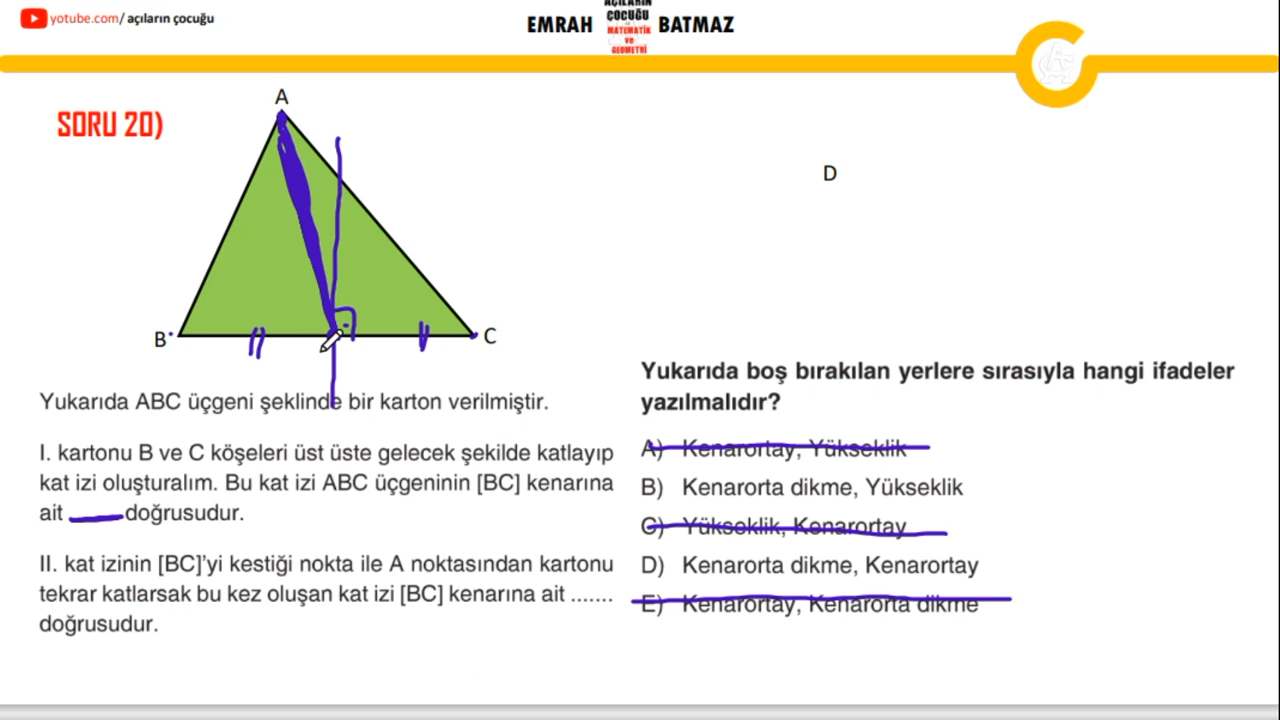 yotube.com/ açıların çocuğu
EMRAH
AÇILARIN
ÇOCUĞU
MATEMATİK
ve
GEOMETRİ
BATMAZ
SORU 20)
A
D
B
C
Yukarıda ABC üçgeni şeklinde bir karton verilmiştir.
I. kartonu B ve C köşeleri üst üste gelecek şekilde katlayıp
kat izi oluşturalım. Bu kat izi ABC üçgeninin [BC] kenarına
ait ____doğrusudur.
II. kat izinin [BC]'yi kestiği nokta ile A noktasından kartonu
tekrar katlarsak bu kez oluşan kat izi [BC] kenarına ait .......
doğrusudur.
Yukarıda boş bırakılan yerlere sırasıyla hangi ifadeler
yazılmalıdır?
A) Kenarortay, Yükseklik
B) Kenarorta dikme, Yükseklik
C) Yükseklik, Kenarortay
D) Kenarorta dikme, Kenarortay
E) Kenarortay, Kenarorta dikme